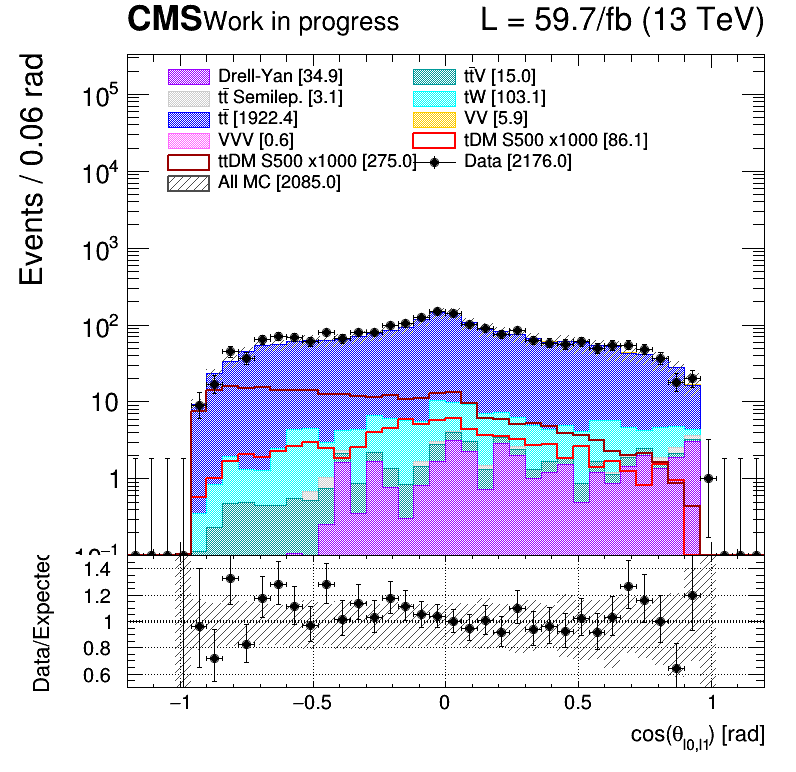 CMS Work in progress L = 59.7/fb (13 TeV)
Events / 0.06 rad
Drell-Yan [34.9] tt̄V [15.0]
tt̄ Semilep. [3.1] tW [103.1]
tt̄ [1922.4] VV [5.9]
VVV [0.6] tDM S500 x1000 [86.1]
ttDM S500 x1000 [275.0] Data [2176.0]
All MC [2085.0]
10⁵
10⁴
10³
10²
10
1
10⁻¹
Data/Expected
1.4
1.2
1
0.8
0.6
−1 −0.5 0 0.5 1
cos(θ_l0,l1) [rad]